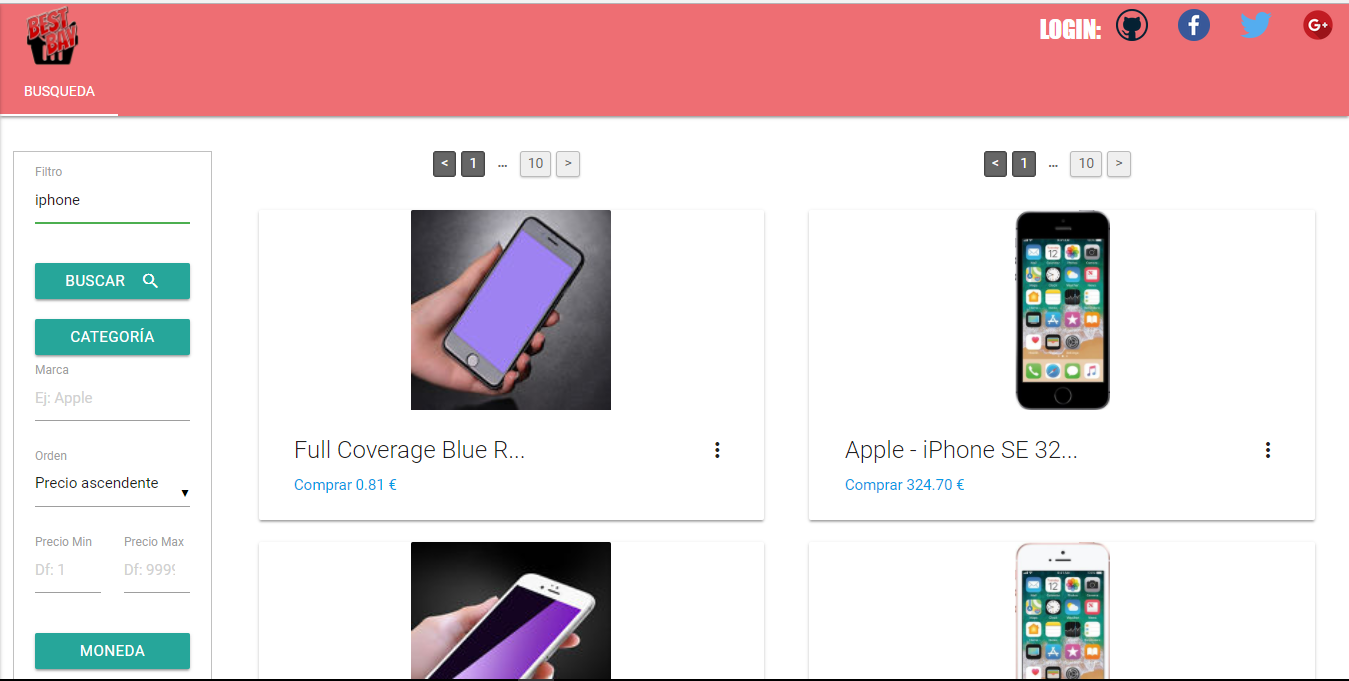 BEST
BAY
LOGIN:
G+
BUSQUEDA
Filtro
iphone
BUSCAR
CATEGORÍA
Marca
Ej: Apple
Orden
Precio ascendente
Precio Min
Precio Max
Df: 1
Df: 999
MONEDA
< 1 ... 10 >
Full Coverage Blue R...
Comprar 0.81 €
< 1 ... 10 >
Apple - iPhone SE 32...
Comprar 324.70 €